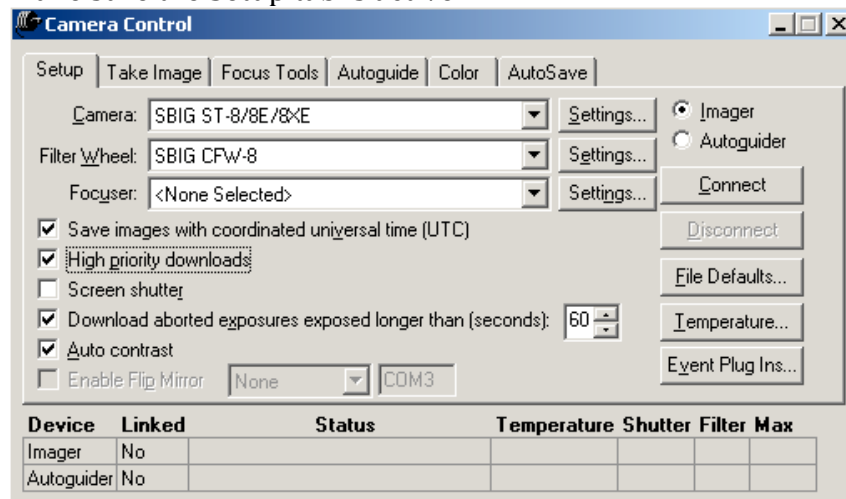 Camera Control
Setup Take Image Focus Tools Autoguide Color AutoSave
Camera: SBIG ST-8/8E/8XE Settings... Imager
Autoguider
Filter Wheel: SBIG CFW-8 Settings...
Focuser: <None Selected> Settings... Connect
Save images with coordinated universal time (UTC) Disconnect
High priority downloads
Screen shutter File Defaults...
Download aborted exposures exposed longer than (seconds): 60 Temperature...
Auto contrast
Enable Flip Mirror None COM3 Event Plug Ins...
Device Linked Status Temperature Shutter Filter Max
Imager No
Autoguider No